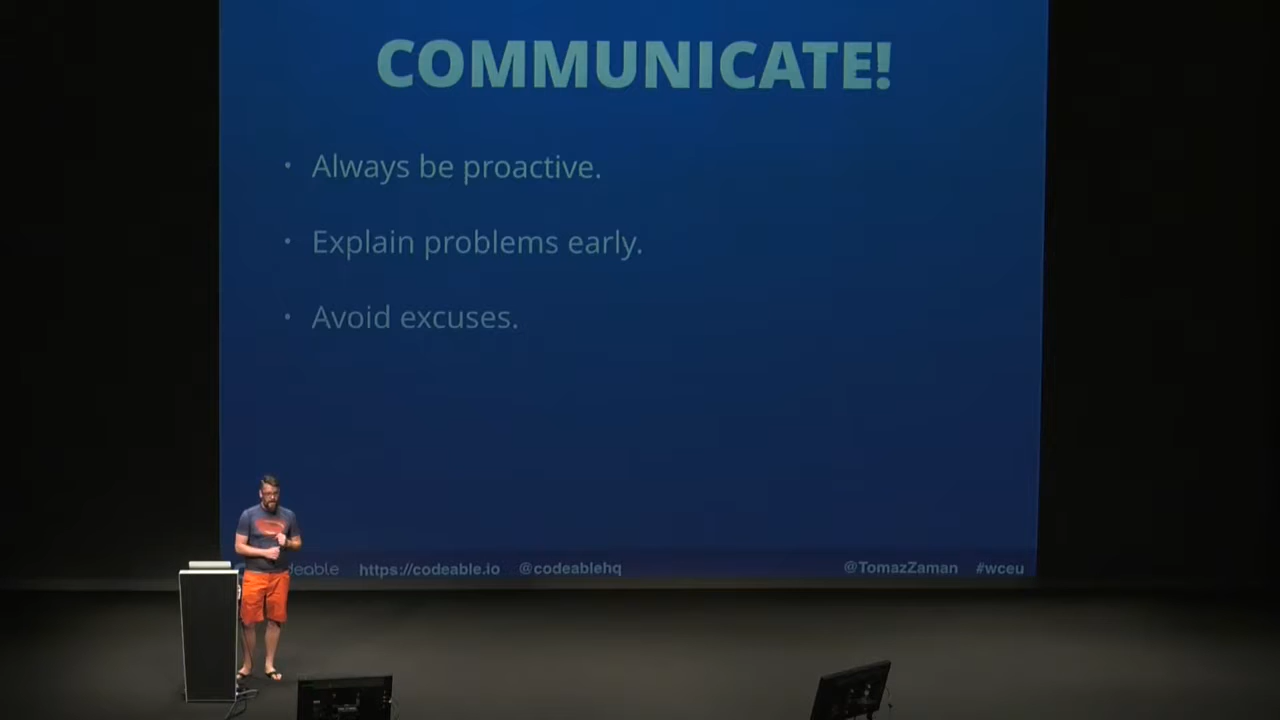 COMMUNICATE!
• Always be proactive.
• Explain problems early.
• Avoid excuses.
https://codeable.io @codeablehq @TomazZaman #wceu